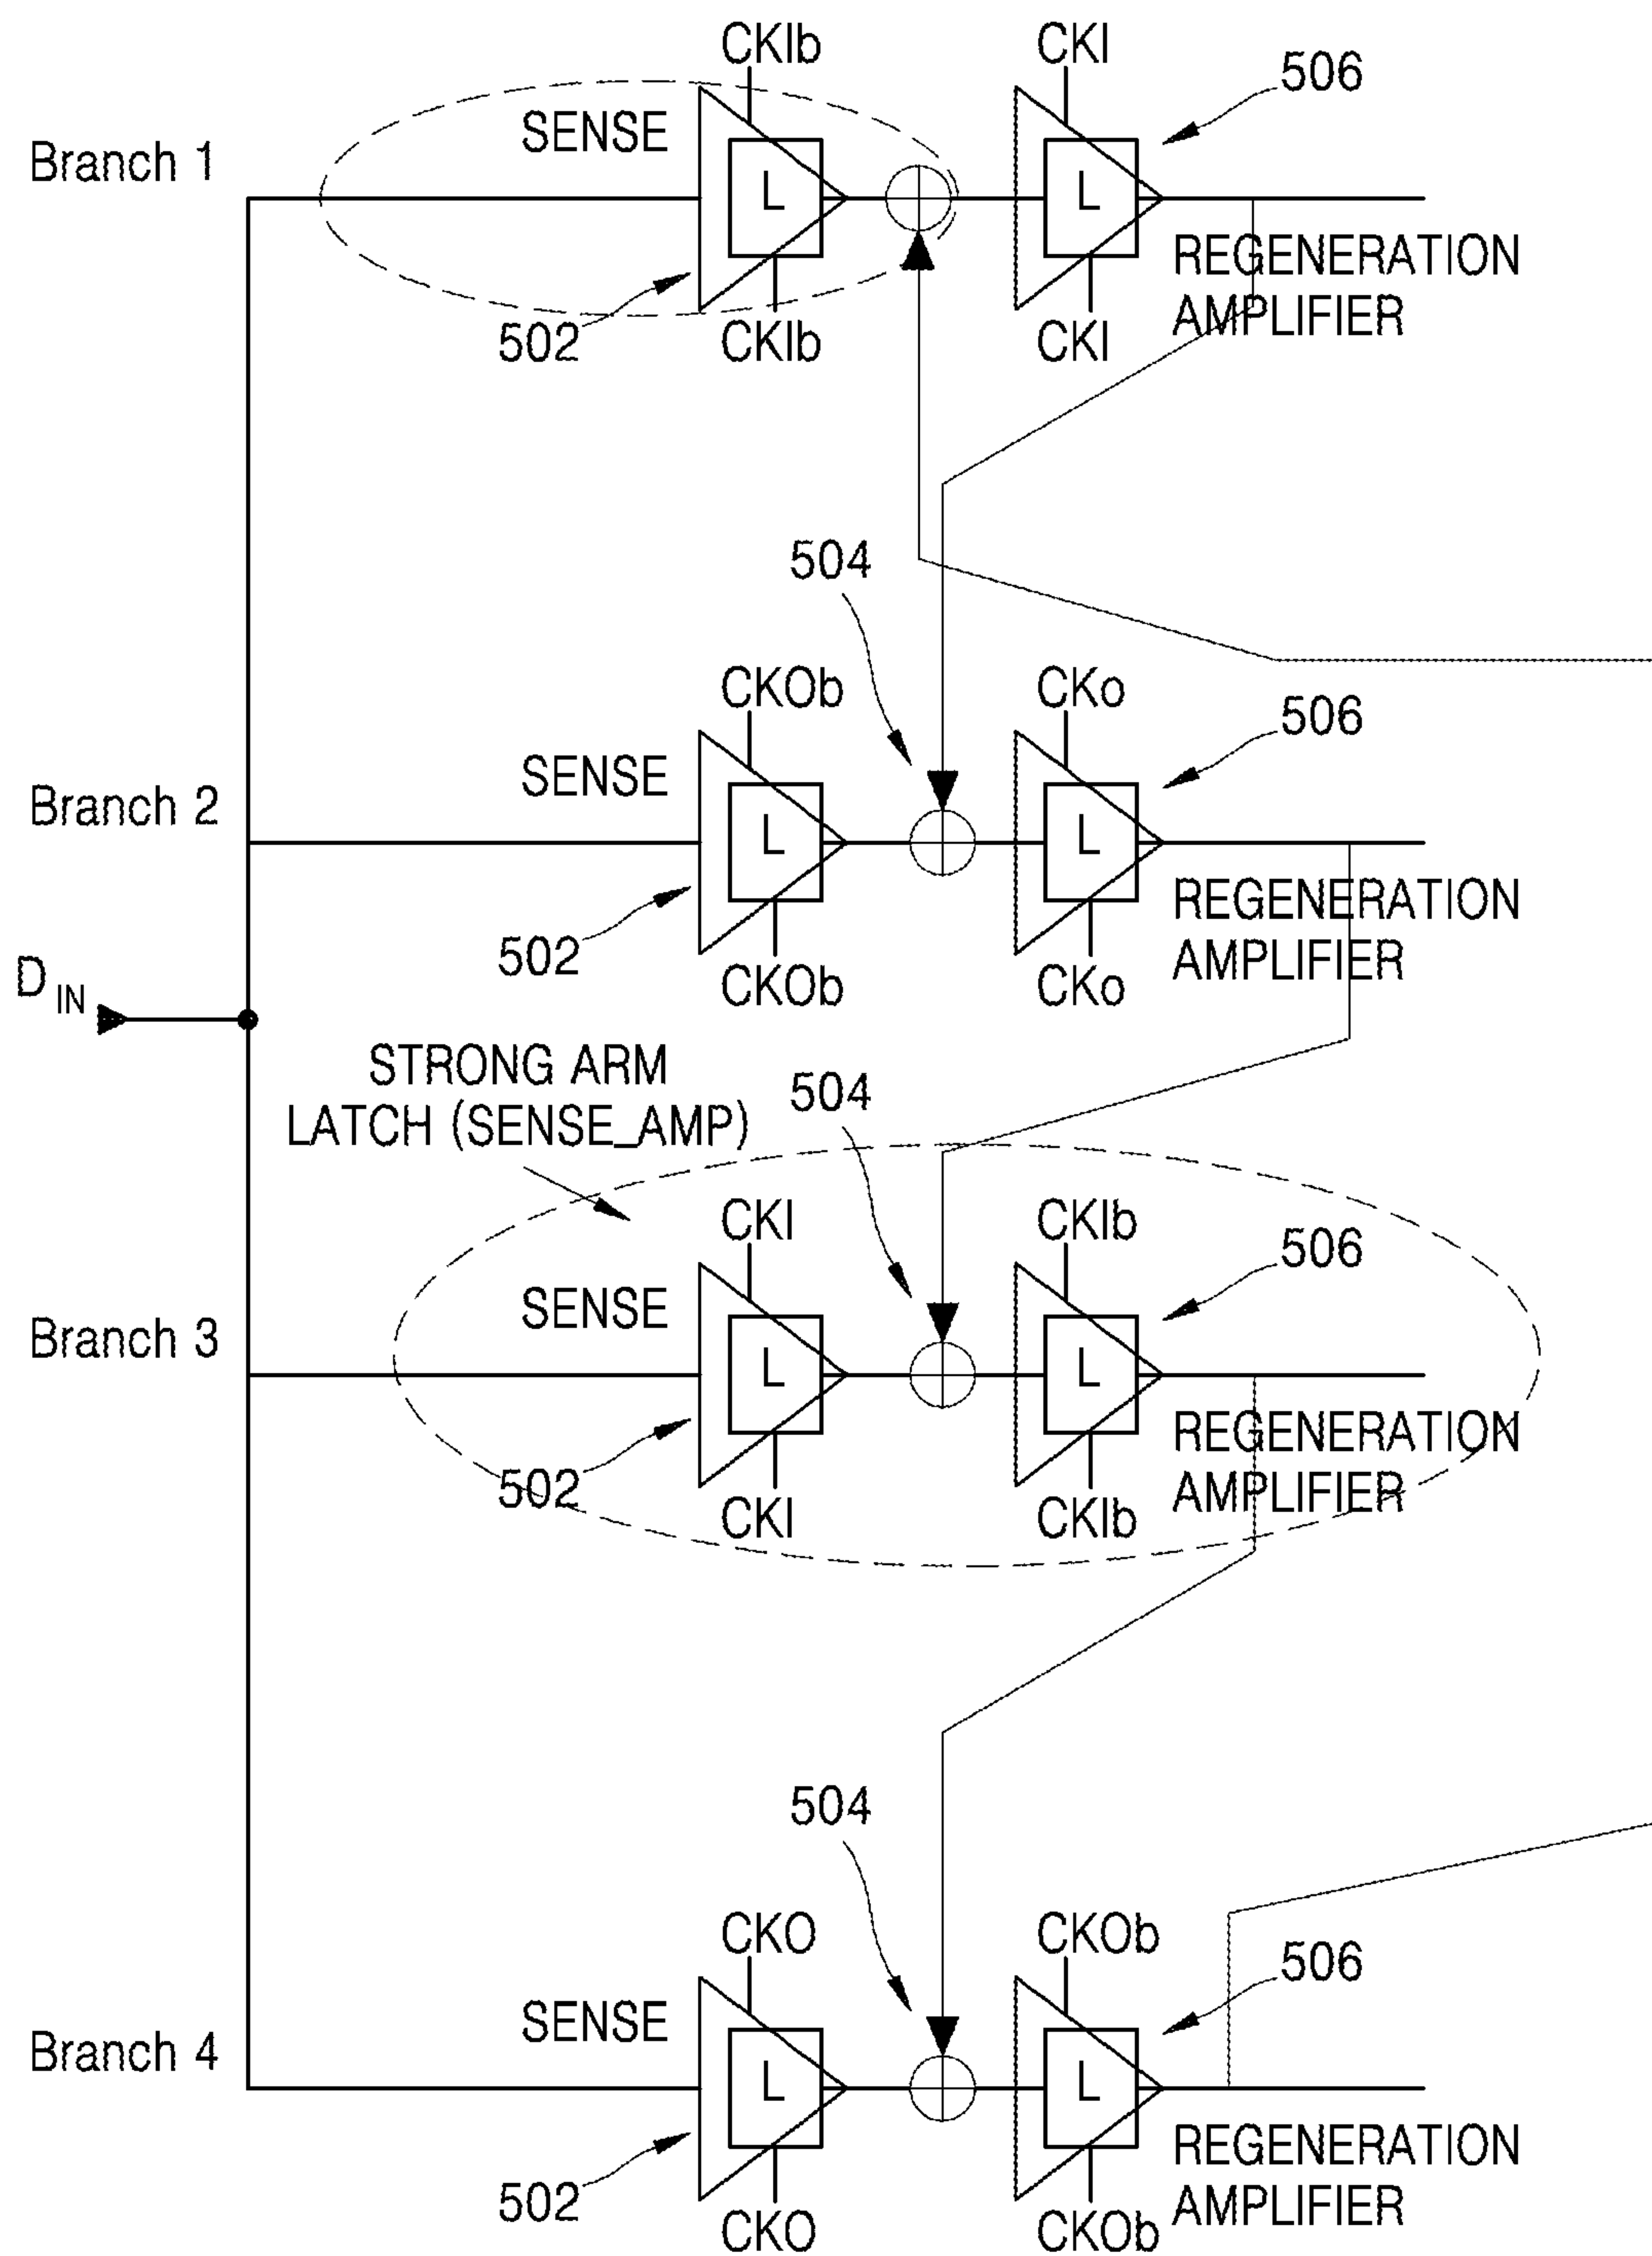 CKIb
CKI
506
SENSE
Branch 1
L
L
REGENERATION
AMPLIFIER
502
CKIb
CKI
504
CKOb
CKo
506
SENSE
Branch 2
L
L
REGENERATION
AMPLIFIER
502
CKOb
CKo
D IN
STRONG ARM
LATCH (SENSE_AMP)
504
CKI
CKIb
506
SENSE
Branch 3
L
L
REGENERATION
AMPLIFIER
502
CKI
CKIb
504
CKO
CKOb
506
SENSE
Branch 4
L
L
REGENERATION
AMPLIFIER
502
CKO
CKOb